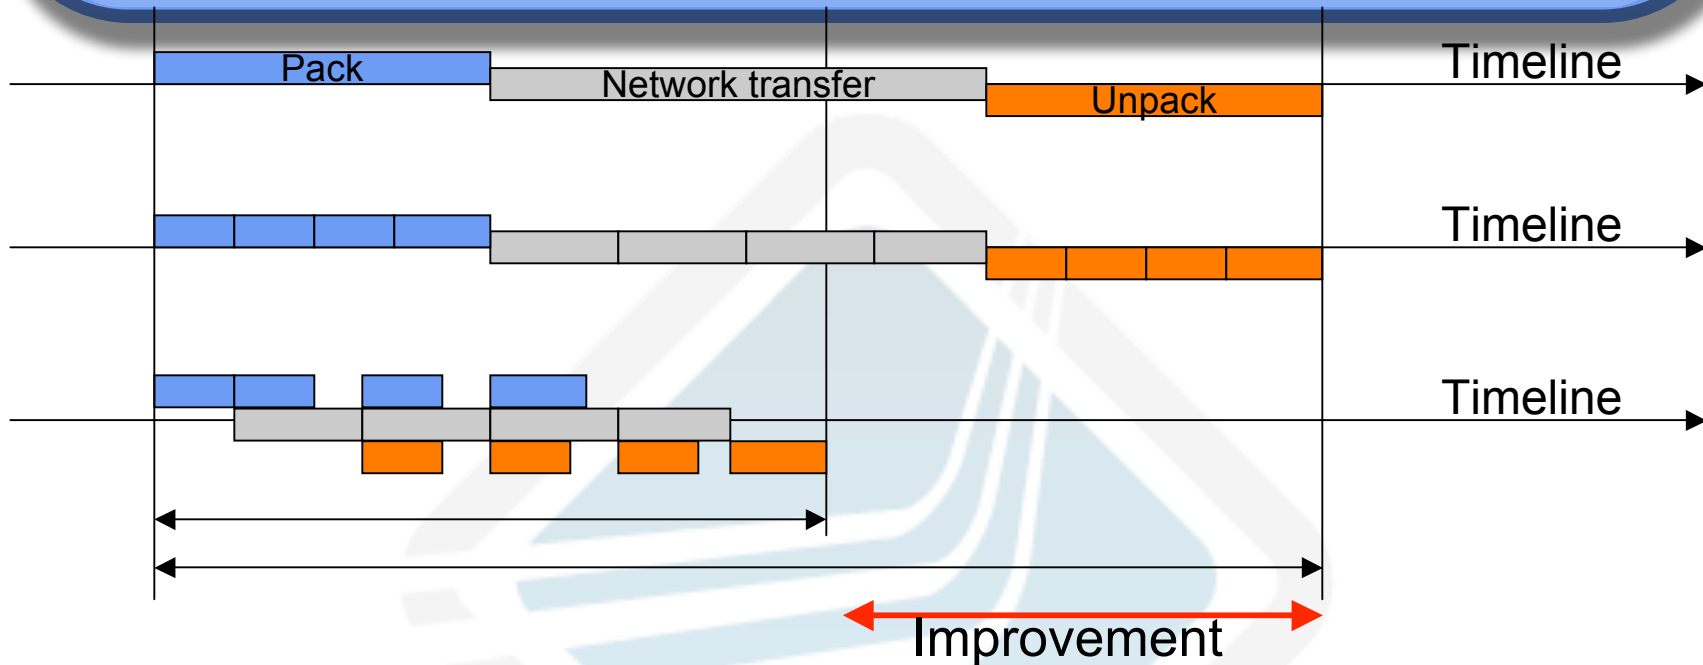 Timeline
Pack
Network transfer
Unpack
Timeline
Timeline
Improvement